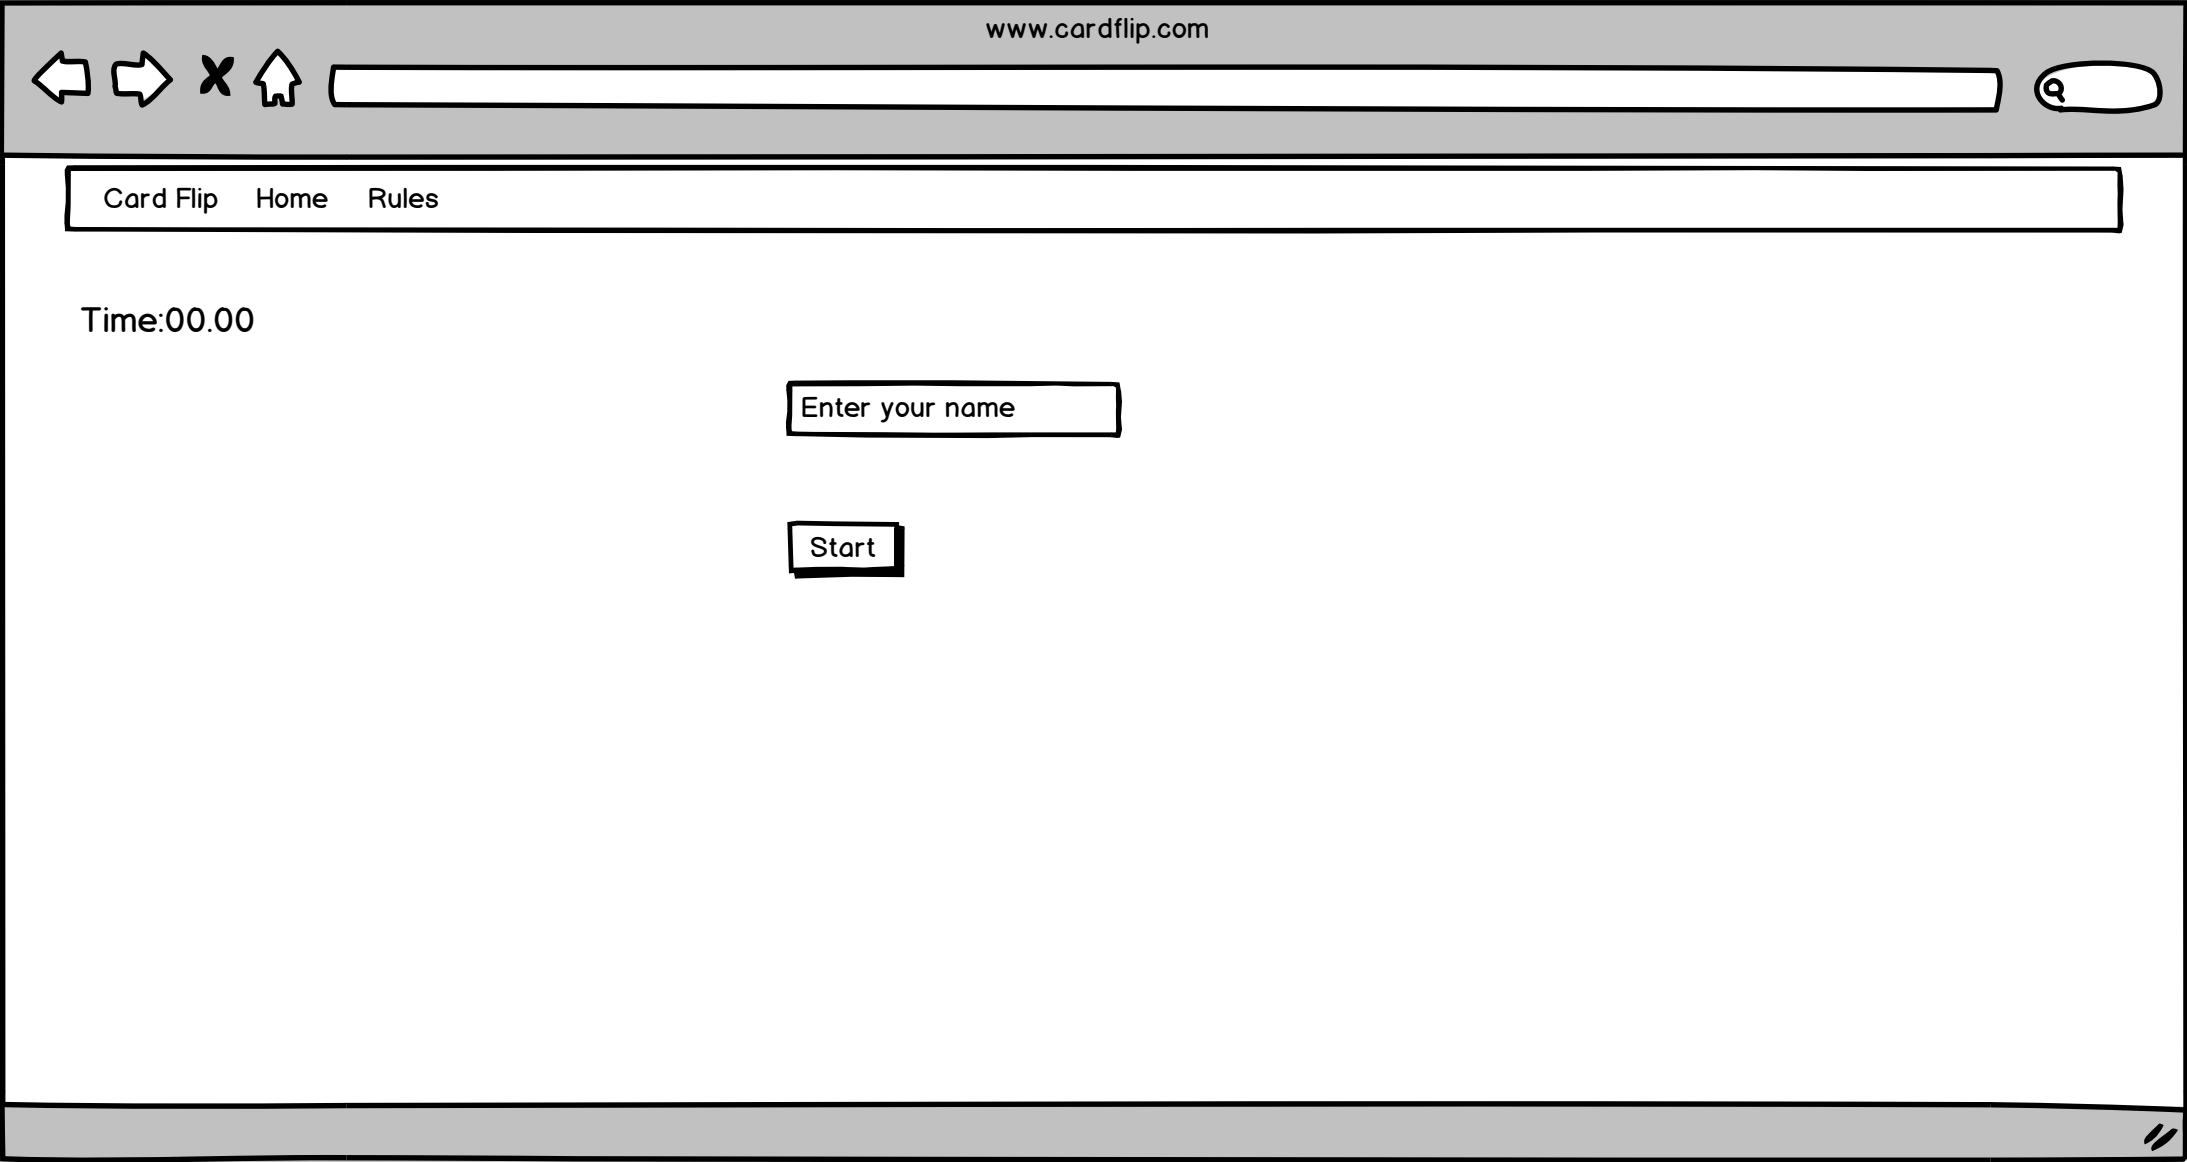 www.cardflip.com
Card Flip Home Rules
Time:00.00
Enter your name
Start